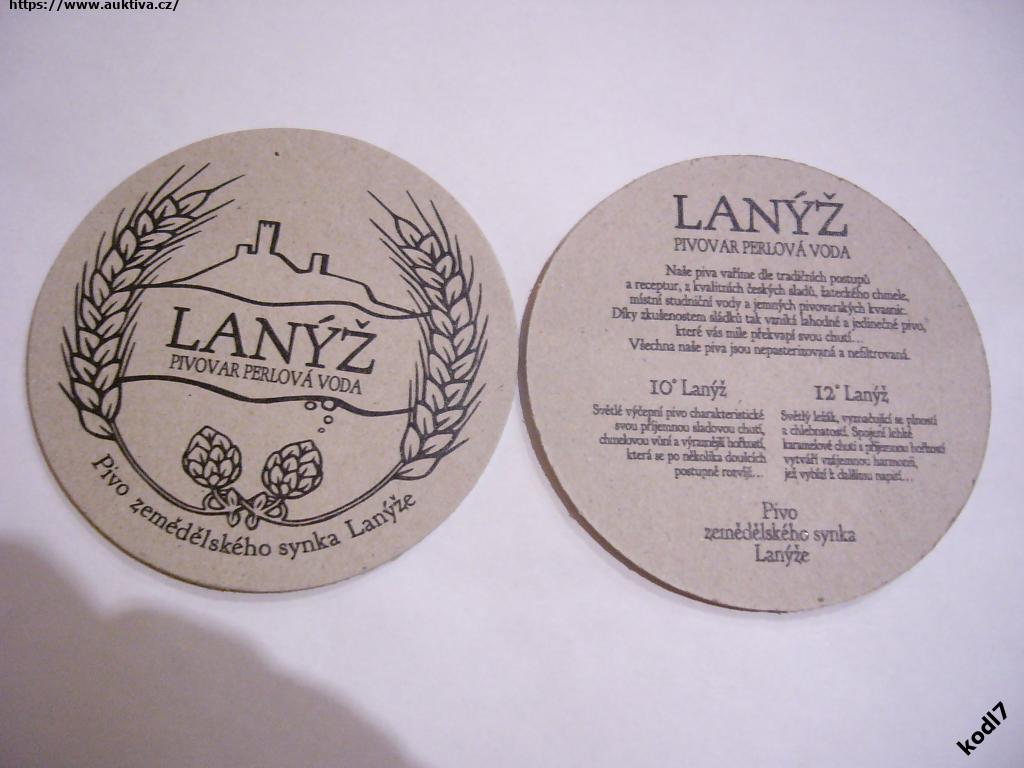 https://www.auktiva.cz/
LANÝŽ
PIVOVAR PERLOVÁ VODA
Pivo zemědělského synka Lanýže
LANÝŽ
PIVOVAR PERLOVÁ VODA
Naše piva vaříme dle tradičních postupů
a receptur, z kvalitních českých sladů, žateckého chmele,
místní studniční vody a jemných pivovarských kvasnic.
Díky zkušenostem sládků tak vzniká lahodné a jedinečné pivo,
které vás mile překvapí svou chutí...
Všechna naše piva jsou nepasterizovaná a nefiltrovaná.
10° Lanýž
Světlé výčepní pivo charakteristické
svou příjemnou sladovou chutí,
chmelovou vůní a výraznější hořkostí,
která se po několika doulcích
postupně rozvíjí...
12° Lanýž
Světlý ležák, vyznačující se plností
a chlebnatostí. Spojení lehké
karamelové chuti s příjemnou hořkostí
vytváří vzájemnou harmonii,
jež vybízí k dalšímu napití...
Pivo
zemědělského synka
Lanýže
kodl7